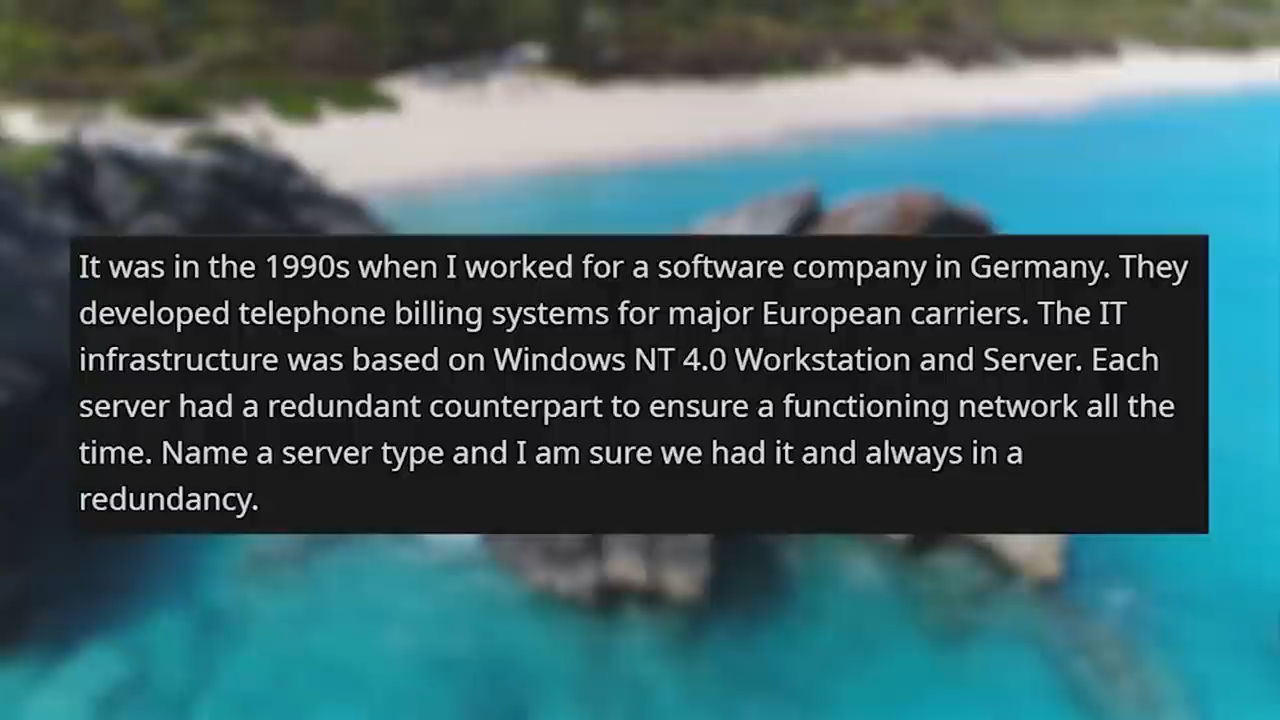 It was in the 1990s when I worked for a software company in Germany. They
developed telephone billing systems for major European carriers. The IT
infrastructure was based on Windows NT 4.0 Workstation and Server. Each
server had a redundant counterpart to ensure a functioning network all the
time. Name a server type and I am sure we had it and always in a
redundancy.